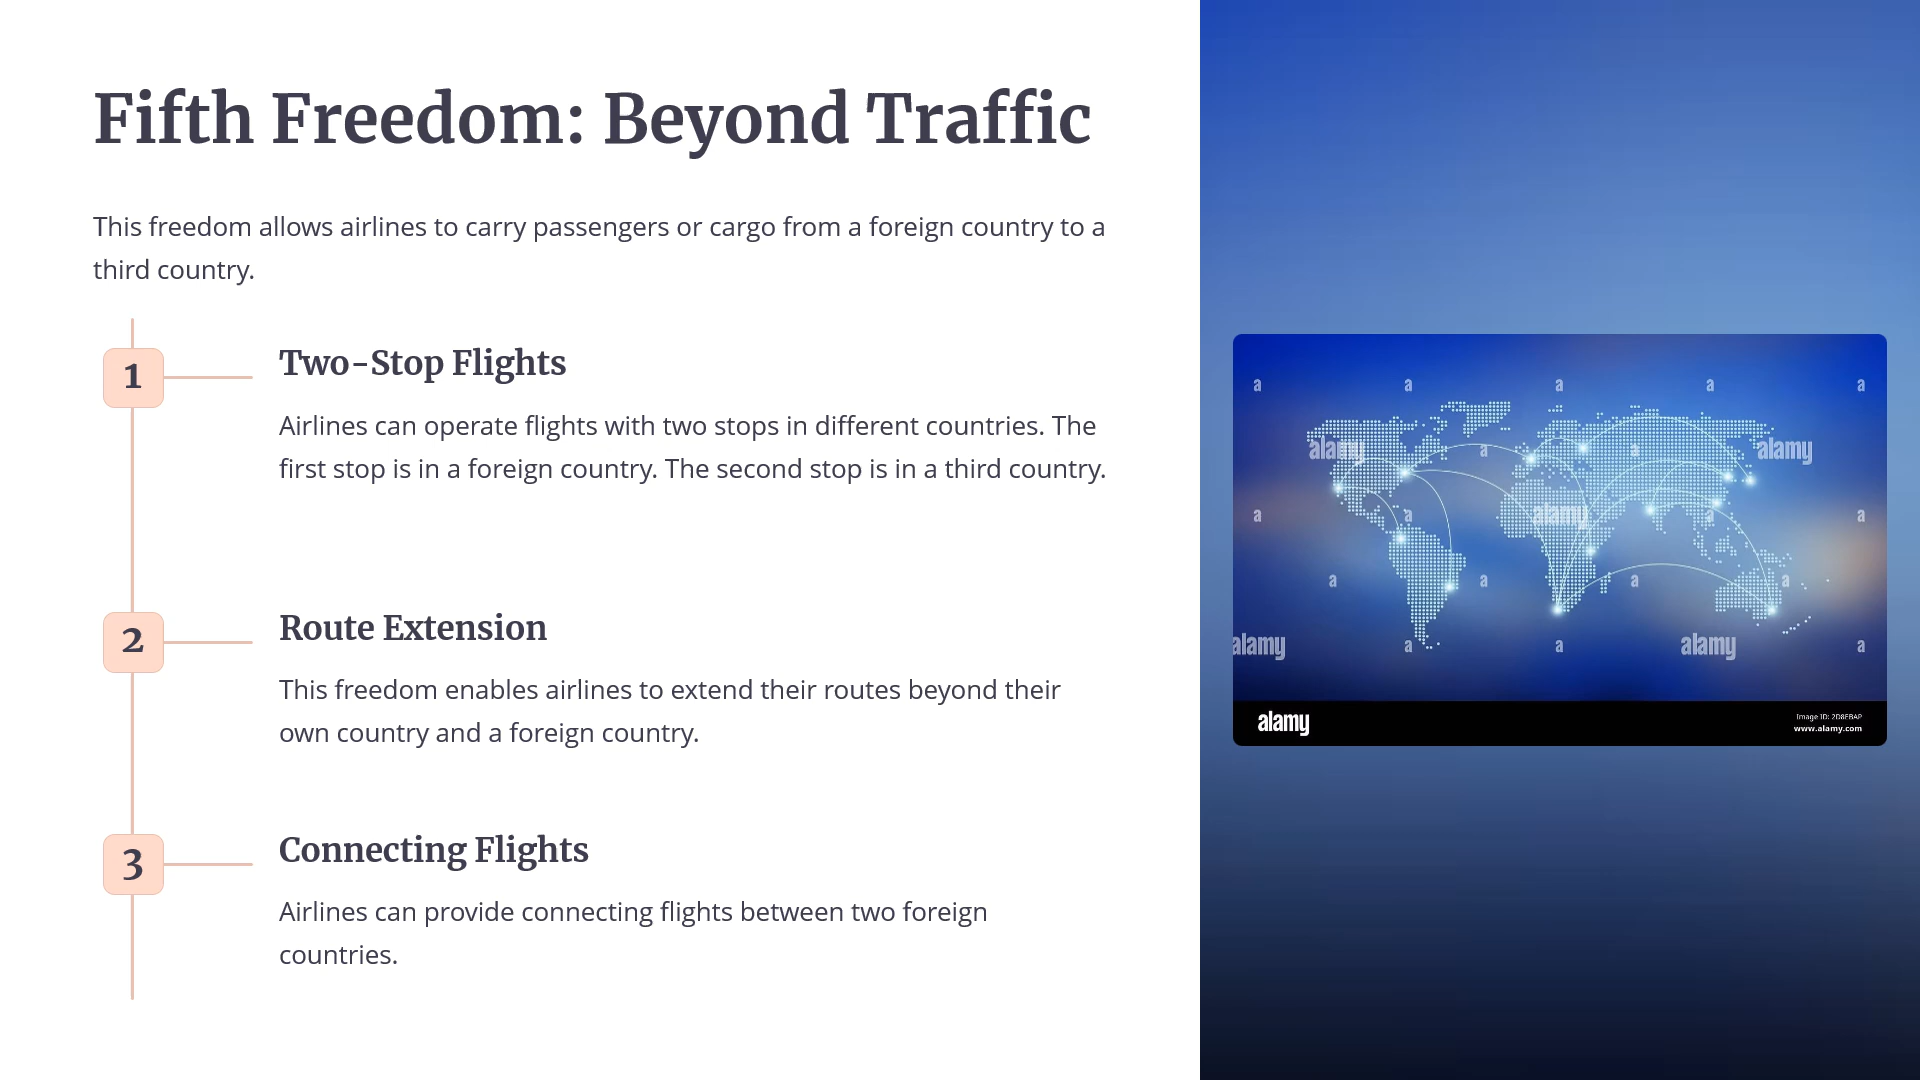 Fifth Freedom: Beyond Traffic
This freedom allows airlines to carry passengers or cargo from a foreign country to a
third country.
1
Two-Stop Flights
Airlines can operate flights with two stops in different countries. The
first stop is in a foreign country. The second stop is in a third country.
2
Route Extension
This freedom enables airlines to extend their routes beyond their
own country and a foreign country.
3
Connecting Flights
Airlines can provide connecting flights between two foreign
countries.
a a a a a
alamy a a alamy
a a alamy a a
a a a a
alamy a a alamy a
alamy
Image ID: 2D8EBAP
www.alamy.com